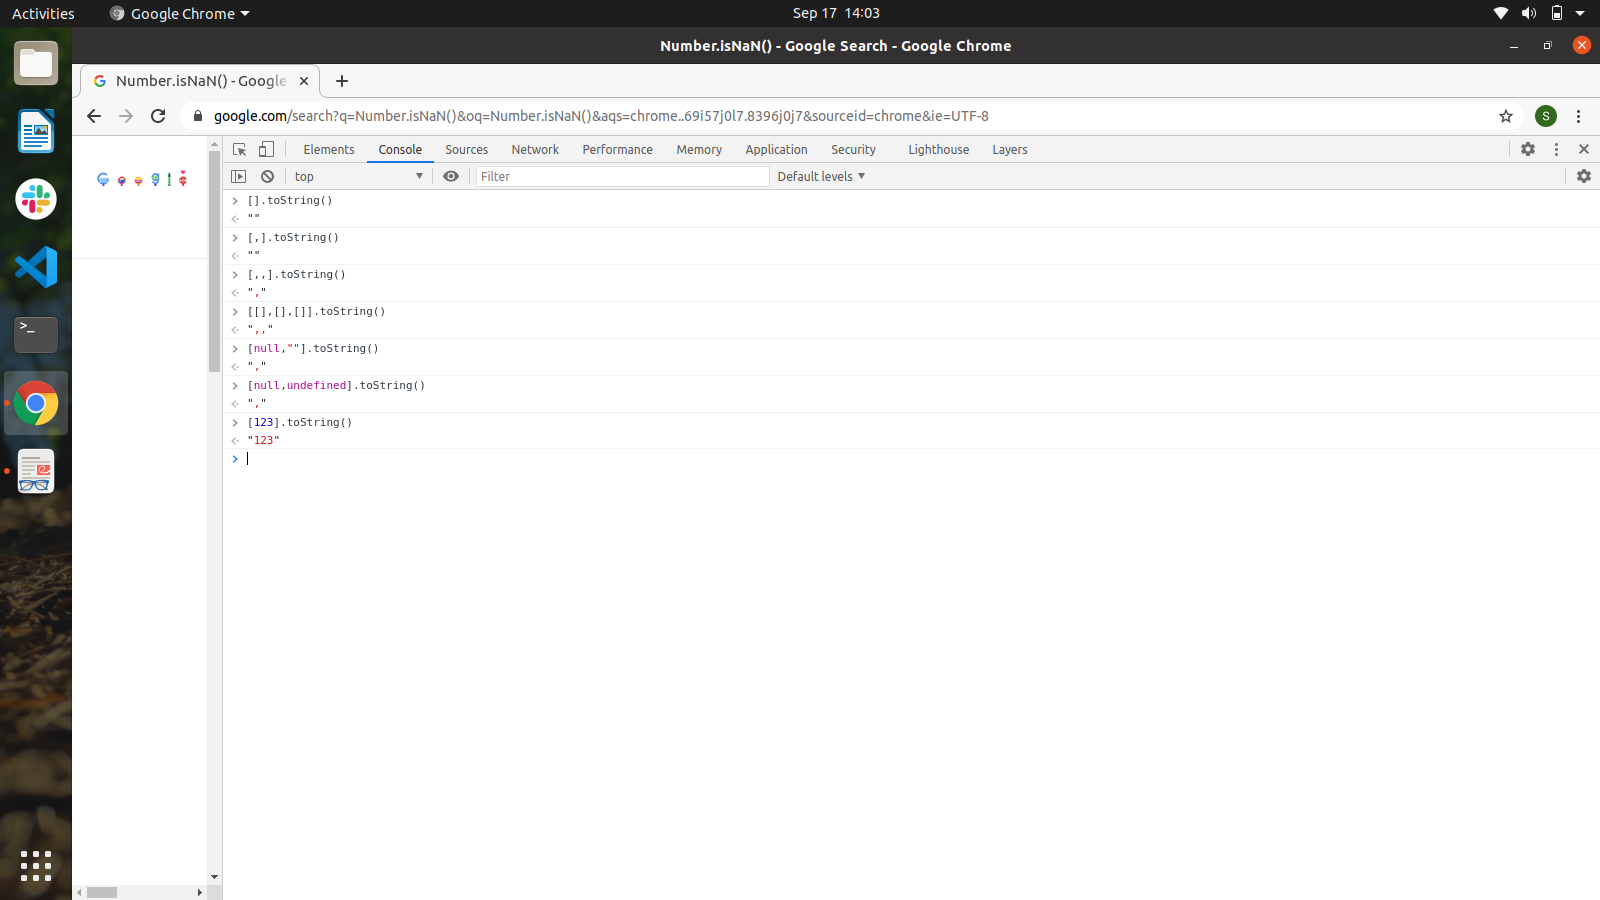 Activities
Google Chrome
Sep 17 14:03
Number.isNaN() - Google Search - Google Chrome
Number.isNaN() - Google
google.com/search?q=Number.isNaN()&oq=Number.isNaN()&aqs=chrome..69i57j0l7.8396j0j7&sourceid=chrome&ie=UTF-8
S
Google
Elements Console Sources Network Performance Memory Application Security Lighthouse Layers
top Filter Default levels
[].toString()
""
[,].toString()
""
[,,].toString()
","
[[],[],[]].toString()
",,"
[null,""].toString()
","
[null,undefined].toString()
","
[123].toString()
"123"
>_